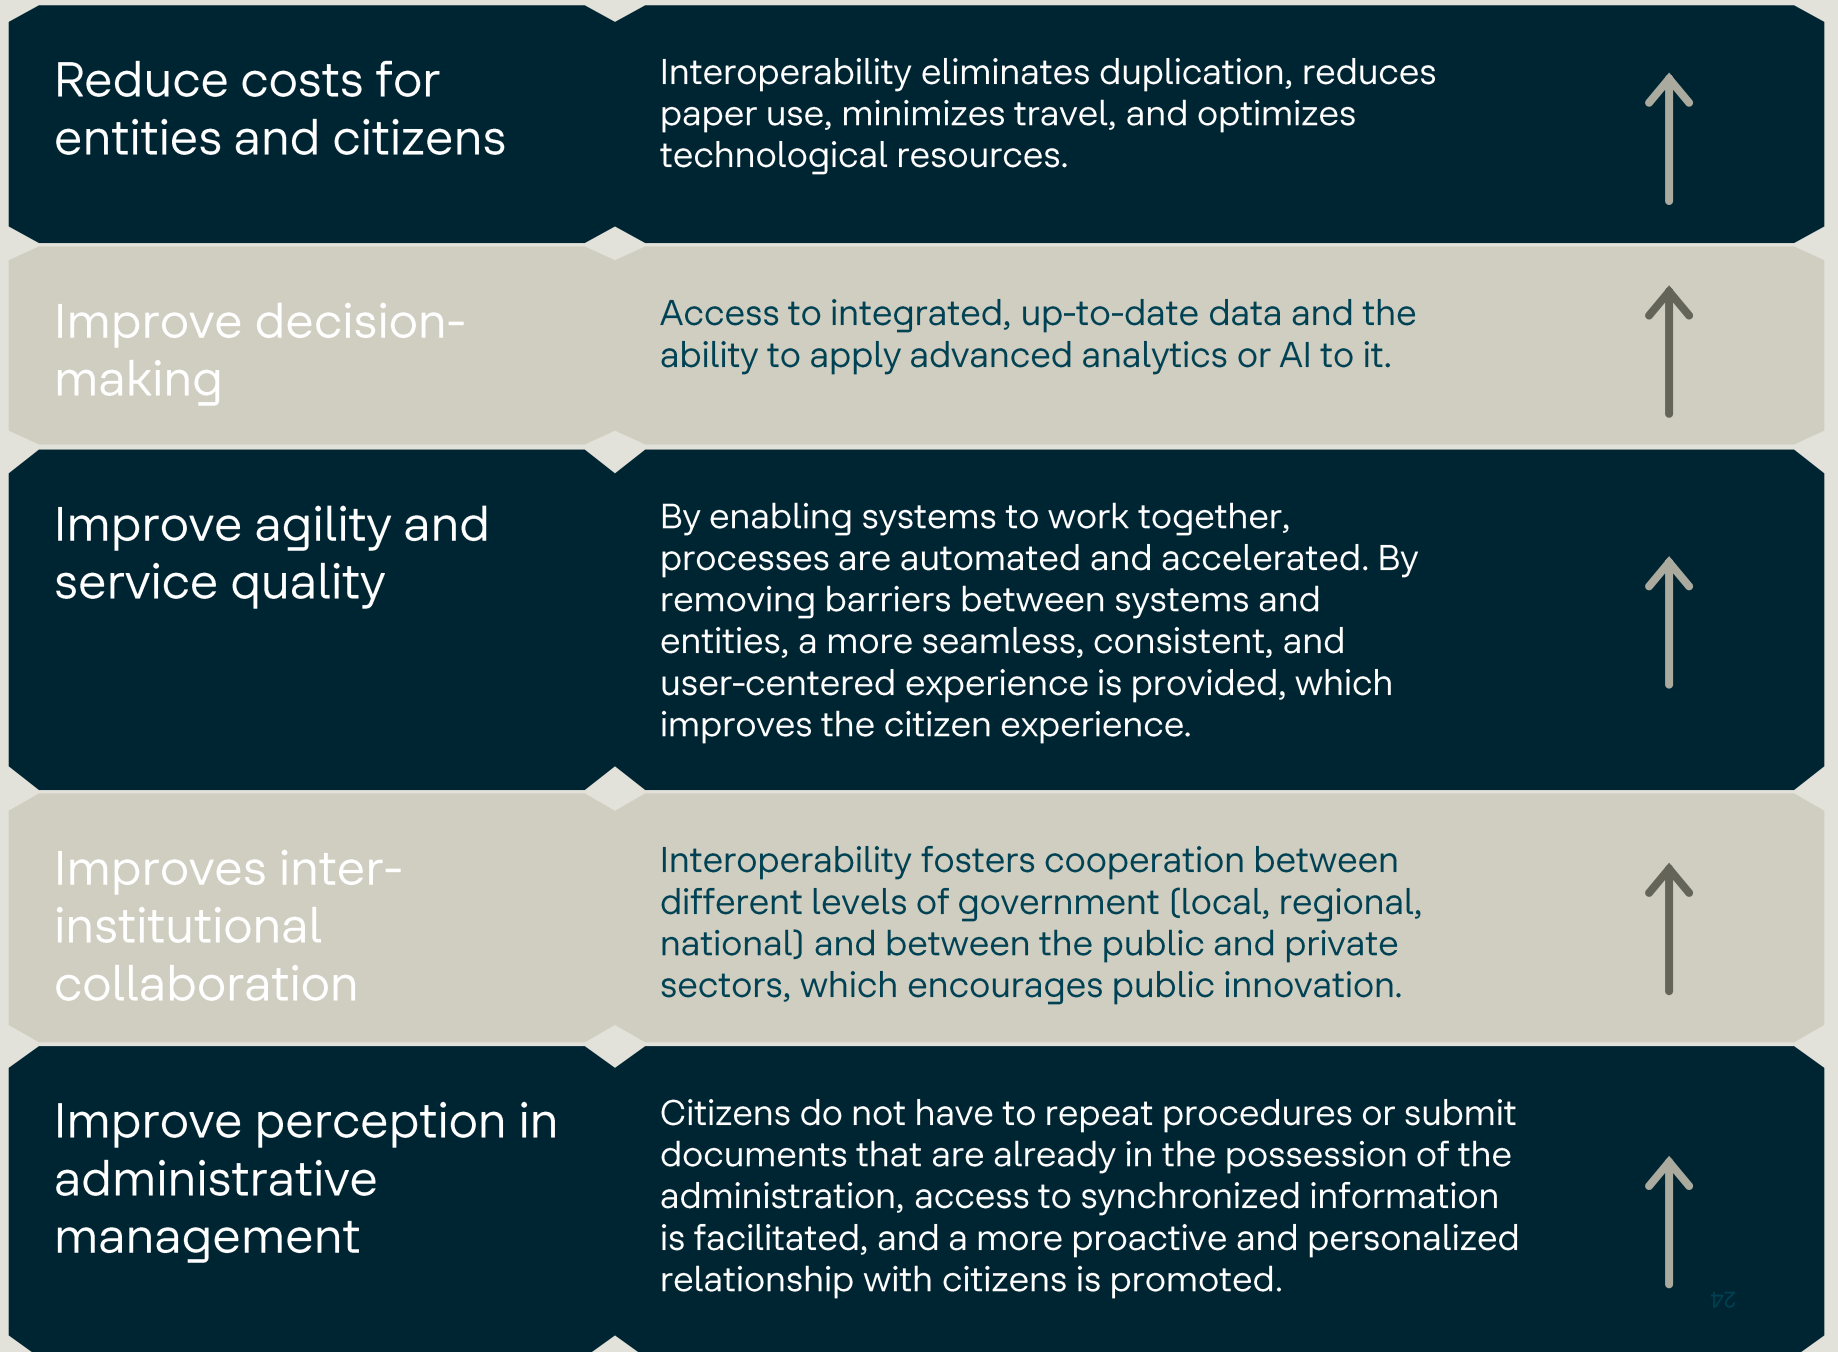 Reduce costs for
entities and citizens
Interoperability eliminates duplication, reduces
paper use, minimizes travel, and optimizes
technological resources.
Improve decision-
making
Access to integrated, up-to-date data and the
ability to apply advanced analytics or AI to it.
Improve agility and
service quality
By enabling systems to work together,
processes are automated and accelerated. By
removing barriers between systems and
entities, a more seamless, consistent, and
user-centered experience is provided, which
improves the citizen experience.
Improves inter-
institutional
collaboration
Interoperability fosters cooperation between
different levels of government (local, regional,
national) and between the public and private
sectors, which encourages public innovation.
Improve perception in
administrative
management
Citizens do not have to repeat procedures or submit
documents that are already in the possession of the
administration, access to synchronized information
is facilitated, and a more proactive and personalized
relationship with citizens is promoted.
24